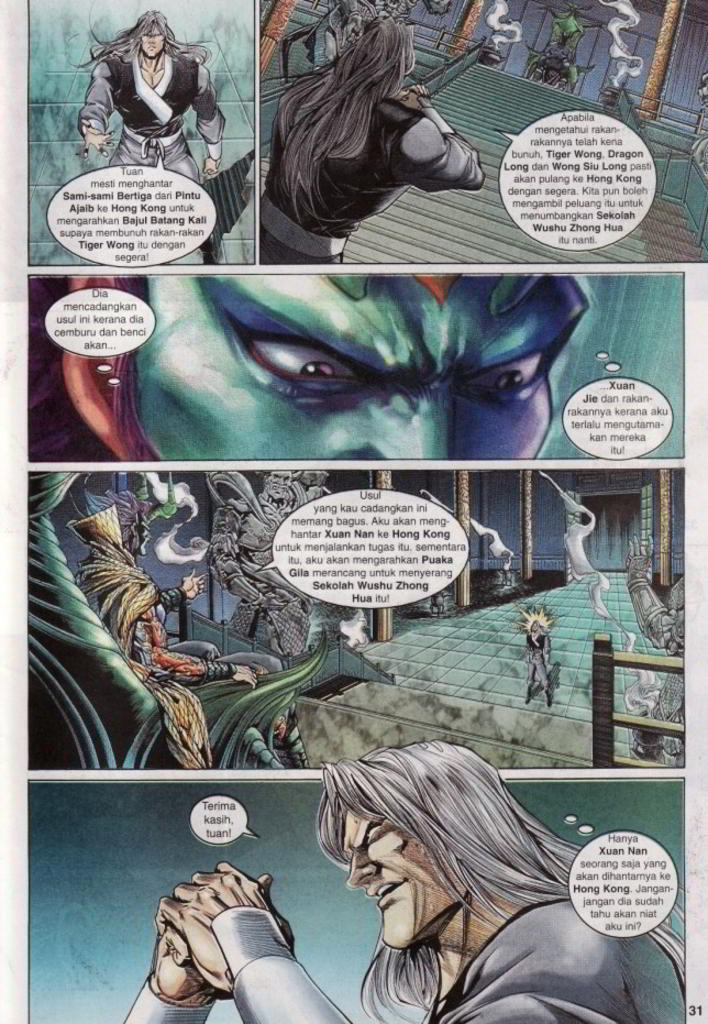 Tuan
mesti menghantar
Sami-sami Bertiga dari Pintu
Ajaib ke Hong Kong untuk
mengarahkan Bajul Batang Kali
supaya membunuh rakan-rakan
Tiger Wong itu dengan
segera!
Apabila
mengetahui rakan-
rakannya telah kena
bunuh, Tiger Wong, Dragon
Long dan Wong Siu Long pasti
akan pulang ke Hong Kong
dengan segera. Kita pun boleh
mengambil peluang itu untuk
menumbangkan Sekolah
Wushu Zhong Hua
itu nanti.
Dia
mencadangkan
usul ini kerana dia
cemburu dan benci
akan...
...Xuan
Jie dan rakan-
rakannya kerana aku
terlalu mengutama-
kan mereka
itu!
Usul
yang kau cadangkan ini
memang bagus. Aku akan meng-
hantar Xuan Nan ke Hong Kong
untuk menjalankan tugas itu, sementara
itu, aku akan mengarahkan Puaka
Gila merancang untuk menyerang
Sekolah Wushu Zhong
Hua itu!
Terima
kasih,
tuan!
Hanya
Xuan Nan
seorang saja yang
akan dihantarnya ke
Hong Kong. Jangan-
jangan dia sudah
tahu akan niat
aku ini?
31